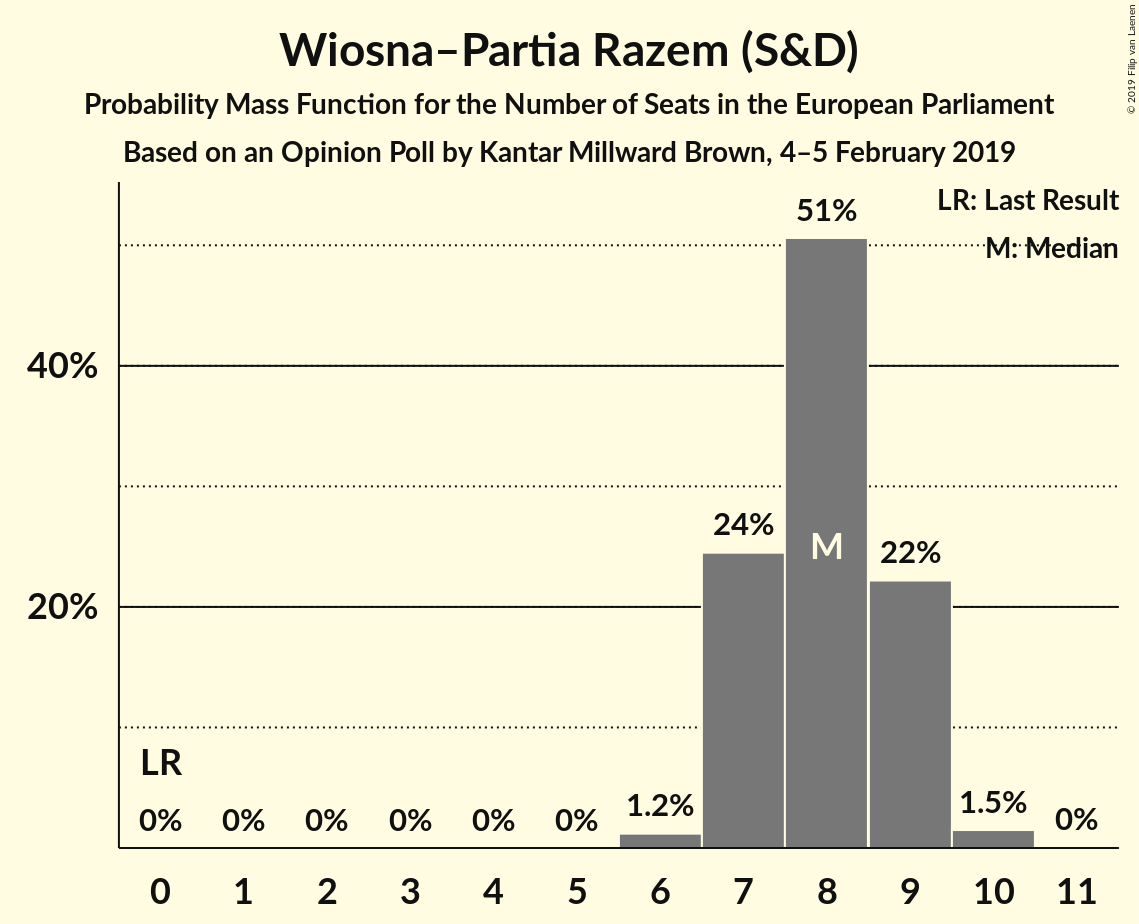 Wiosna–Partia Razem (S&D)
Probability Mass Function for the Number of Seats in the European Parliament
Based on an Opinion Poll by Kantar Millward Brown, 4–5 February 2019
© 2019 Filip van Laenen
LR: Last Result
M: Median
51%
40%
24%
M
22%
20%
LR
0% 0% 0% 0% 0% 0% 1.2% 1.5% 0%
0 1 2 3 4 5 6 7 8 9 10 11